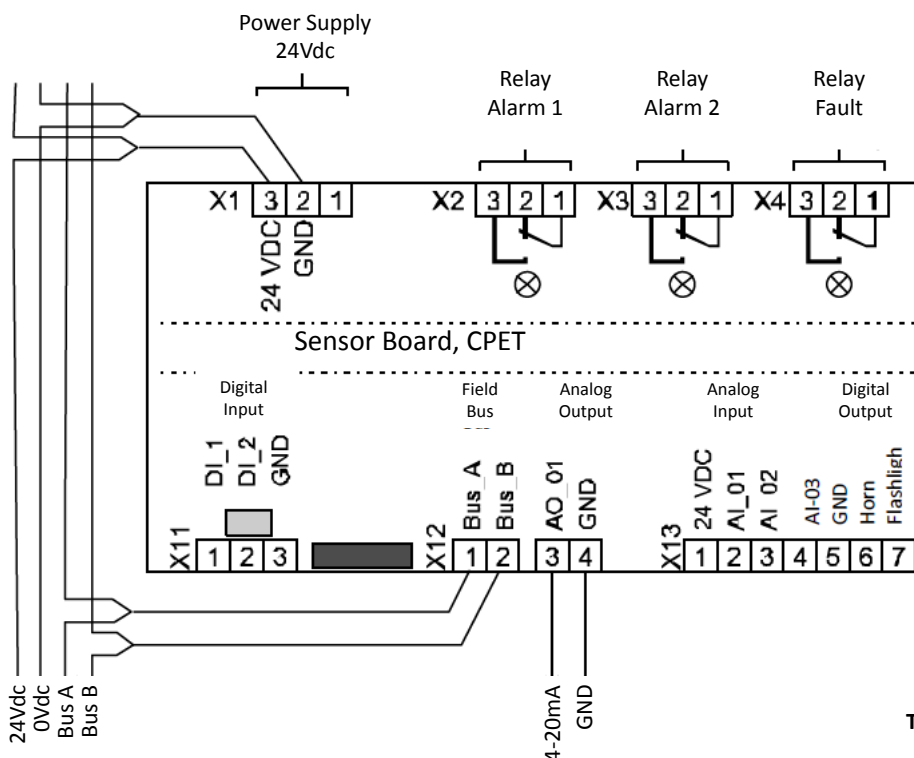 Power Supply
24Vdc
Relay
Alarm 1
Relay
Alarm 2
Relay
Fault
X1 3 2 1
X2 3 2 1
X3 3 2 1
X4 3 2 1
24 VDC
GND
Sensor Board, CPET
Digital
Input
Field
Bus
Analog
Output
Analog
Input
Digital
Output
DI_1
DI_2
GND
Bus_A
Bus_B
AO_01
GND
24 VDC
AI_01
AI_02
AI-03
GND
Horn
Flashligh
X11 1 2 3
X12 1 2 3 4
X13 1 2 3 4 5 6 7
24Vdc
0Vdc
Bus A
Bus B
4-20mA
GND
T